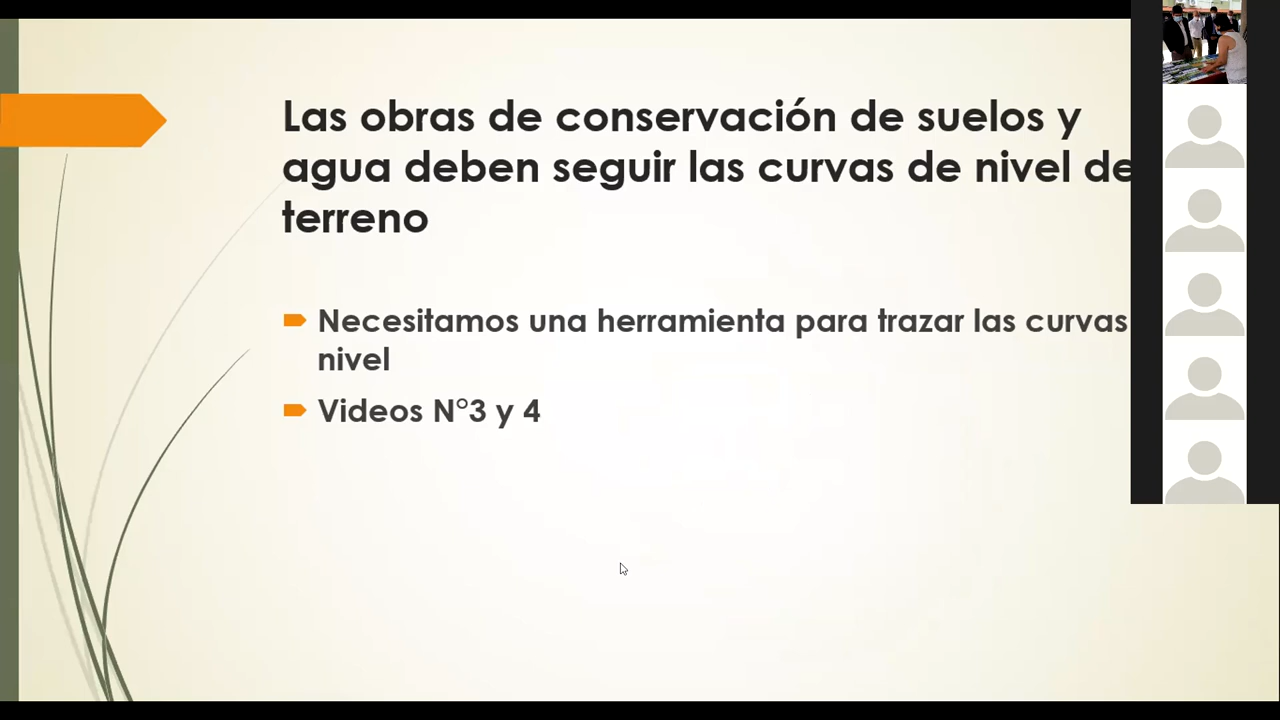 Las obras de conservación de suelos y
agua deben seguir las curvas de nivel de
terreno
Necesitamos una herramienta para trazar las curvas
nivel
Videos N°3 y 4